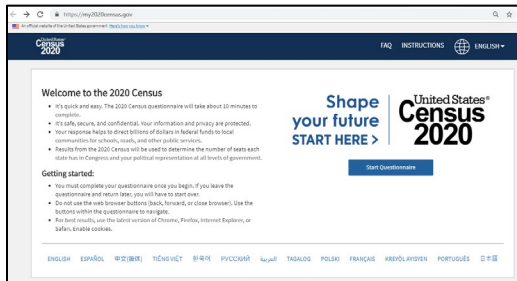 https://my2020census.gov
An official website of the United States government Here's how you know
United States®
Census
2020
FAQ INSTRUCTIONS ENGLISH
Welcome to the 2020 Census
• It's quick and easy. The 2020 Census questionnaire will take about 10 minutes to
complete.
• It's safe, secure, and confidential. Your information and privacy are protected.
• Your response helps to direct billions of dollars in federal funds to local
communities for schools, roads, and other public services.
• Results from the 2020 Census will be used to determine the number of seats each
state has in Congress and your political representation at all levels of government.
Getting started:
• You must complete your questionnaire once you begin. If you leave the
questionnaire and return later, you will have to start over.
• Do not use the web browser buttons (back, forward, or close browser). Use the
buttons within the questionnaire to navigate.
• For best results, use the latest version of Chrome, Firefox, Internet Explorer, or
Safari. Enable cookies.
Shape
your future
START HERE >
United States®
Census
2020
Start Questionnaire
ENGLISH ESPAÑOL 中文(简体) TIẾNG VIỆT 한국어 РУССКИЙ العربية TAGALOG POLSKI FRANÇAIS KREYÒL AYISYEN PORTUGUÊS 日本語